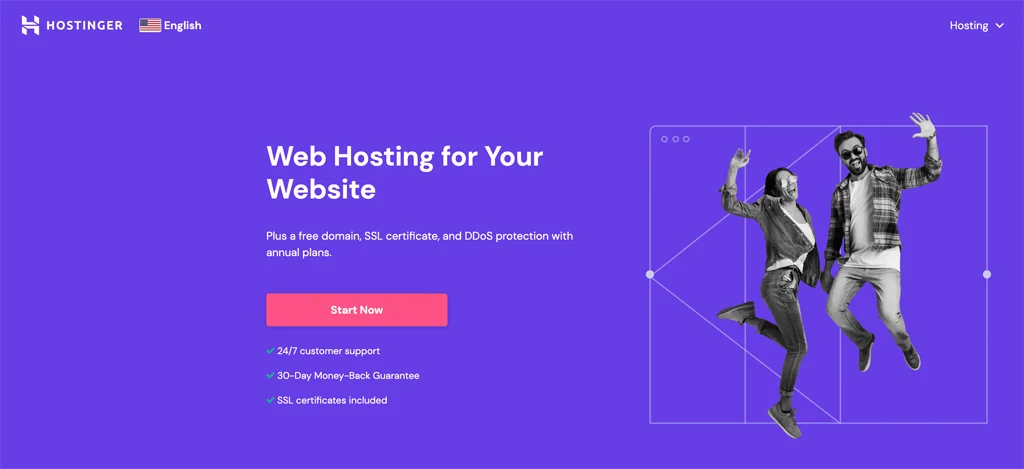 HOSTINGER
English
Hosting
Web Hosting for Your
Website
Plus a free domain, SSL certificate, and DDoS protection with
annual plans.
Start Now
24/7 customer support
30-Day Money-Back Guarantee
SSL certificates included